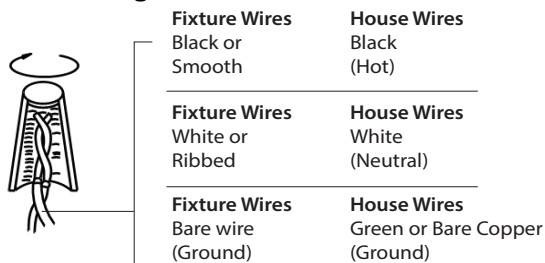 Fixture Wires House Wires
Black or Black
Smooth (Hot)
Fixture Wires House Wires
White or White
Ribbed (Neutral)
Fixture Wires House Wires
Bare wire Green or Bare Copper
(Ground) (Ground)